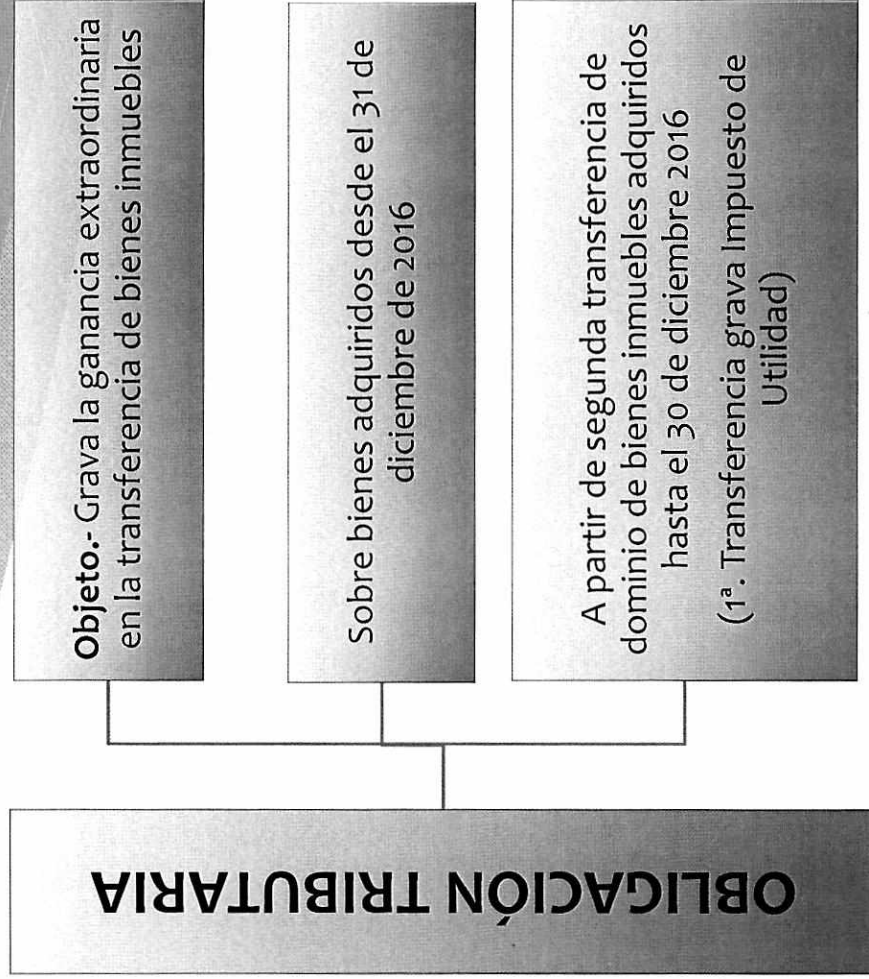 OBLIGACIÓN TRIBUTARIA
Objeto.- Grava la ganancia extraordinaria
en la transferencia de bienes inmuebles
Sobre bienes adquiridos desde el 31 de
diciembre de 2016
A partir de segunda transferencia de
dominio de bienes inmuebles adquiridos
hasta el 30 de diciembre 2016
(1ª. Transferencia grava Impuesto de
Utilidad)